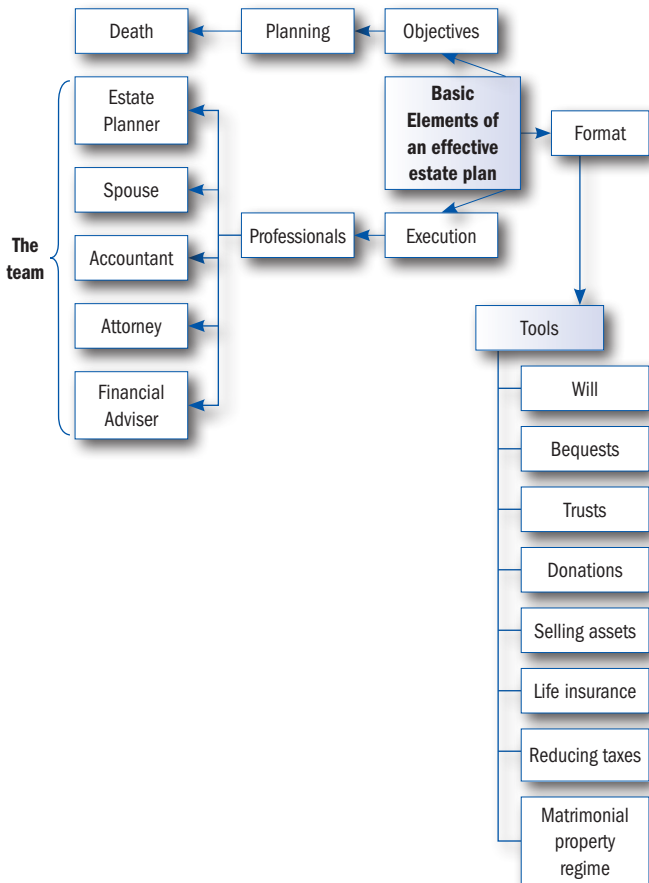 Death
Planning
Objectives
Basic
Elements of
an effective
estate plan
Format
Estate
Planner
Spouse
The
team
Accountant
Attorney
Financial
Adviser
Professionals
Execution
Tools
Will
Bequests
Trusts
Donations
Selling assets
Life insurance
Reducing taxes
Matrimonial
property
regime